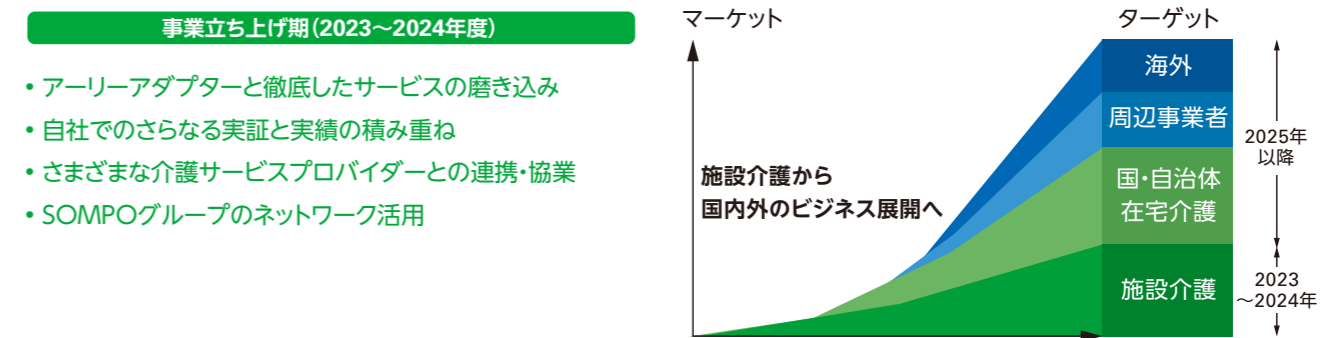 事業立ち上げ期（2023～2024年度）
• アーリーアダプターと徹底したサービスの磨き込み
• 自社でのさらなる実証と実績の積み重ね
• さまざまな介護サービスプロバイダーとの連携・協業
• SOMPOグループのネットワーク活用
マーケット
ターゲット
施設介護から
国内外のビジネス展開へ
海外
周辺事業者
国・自治体
在宅介護
施設介護
2025年
以降
2023
～2024年